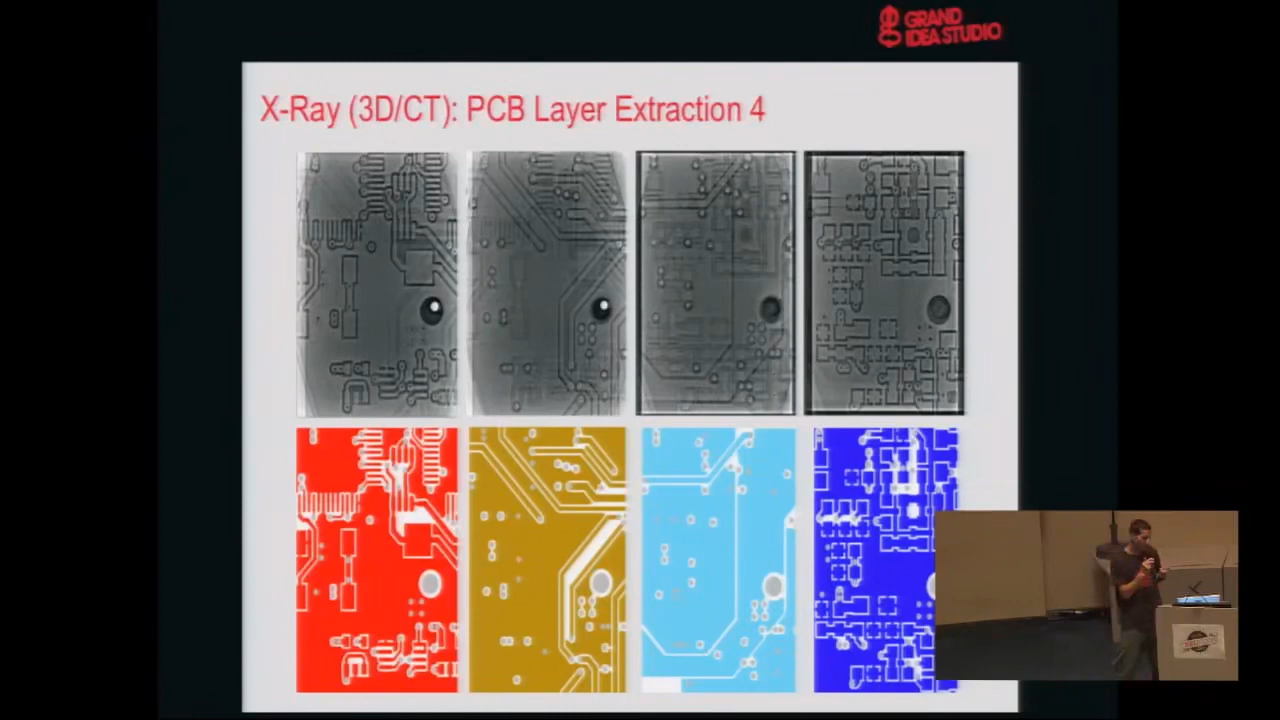 GRAND
IDEA STUDIO
X-Ray (3D/CT): PCB Layer Extraction 4